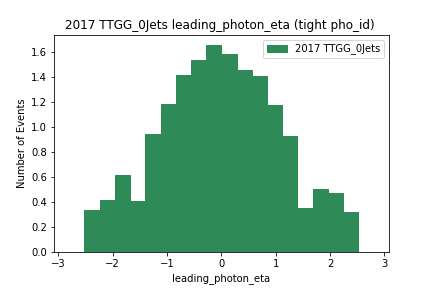 2017 TTGG_0Jets leading_photon_eta (tight pho_id)
2017 TTGG_0Jets
Number of Events
1.6
1.4
1.2
1.0
0.8
0.6
0.4
0.2
0.0
−3 −2 −1 0 1 2 3
leading_photon_eta